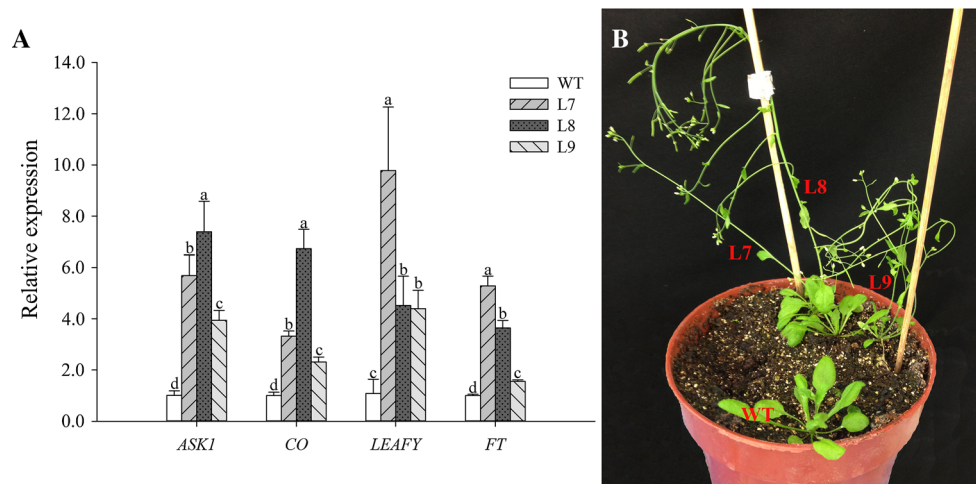 A
B
14.0
12.0
10.0
8.0
6.0
4.0
2.0
0.0
Relative expression
WT
L7
L8
L9
d b a c
d b a c
c a b b
d a b c
ASK1 CO LEAFY FT
L8
L7
L9
WT